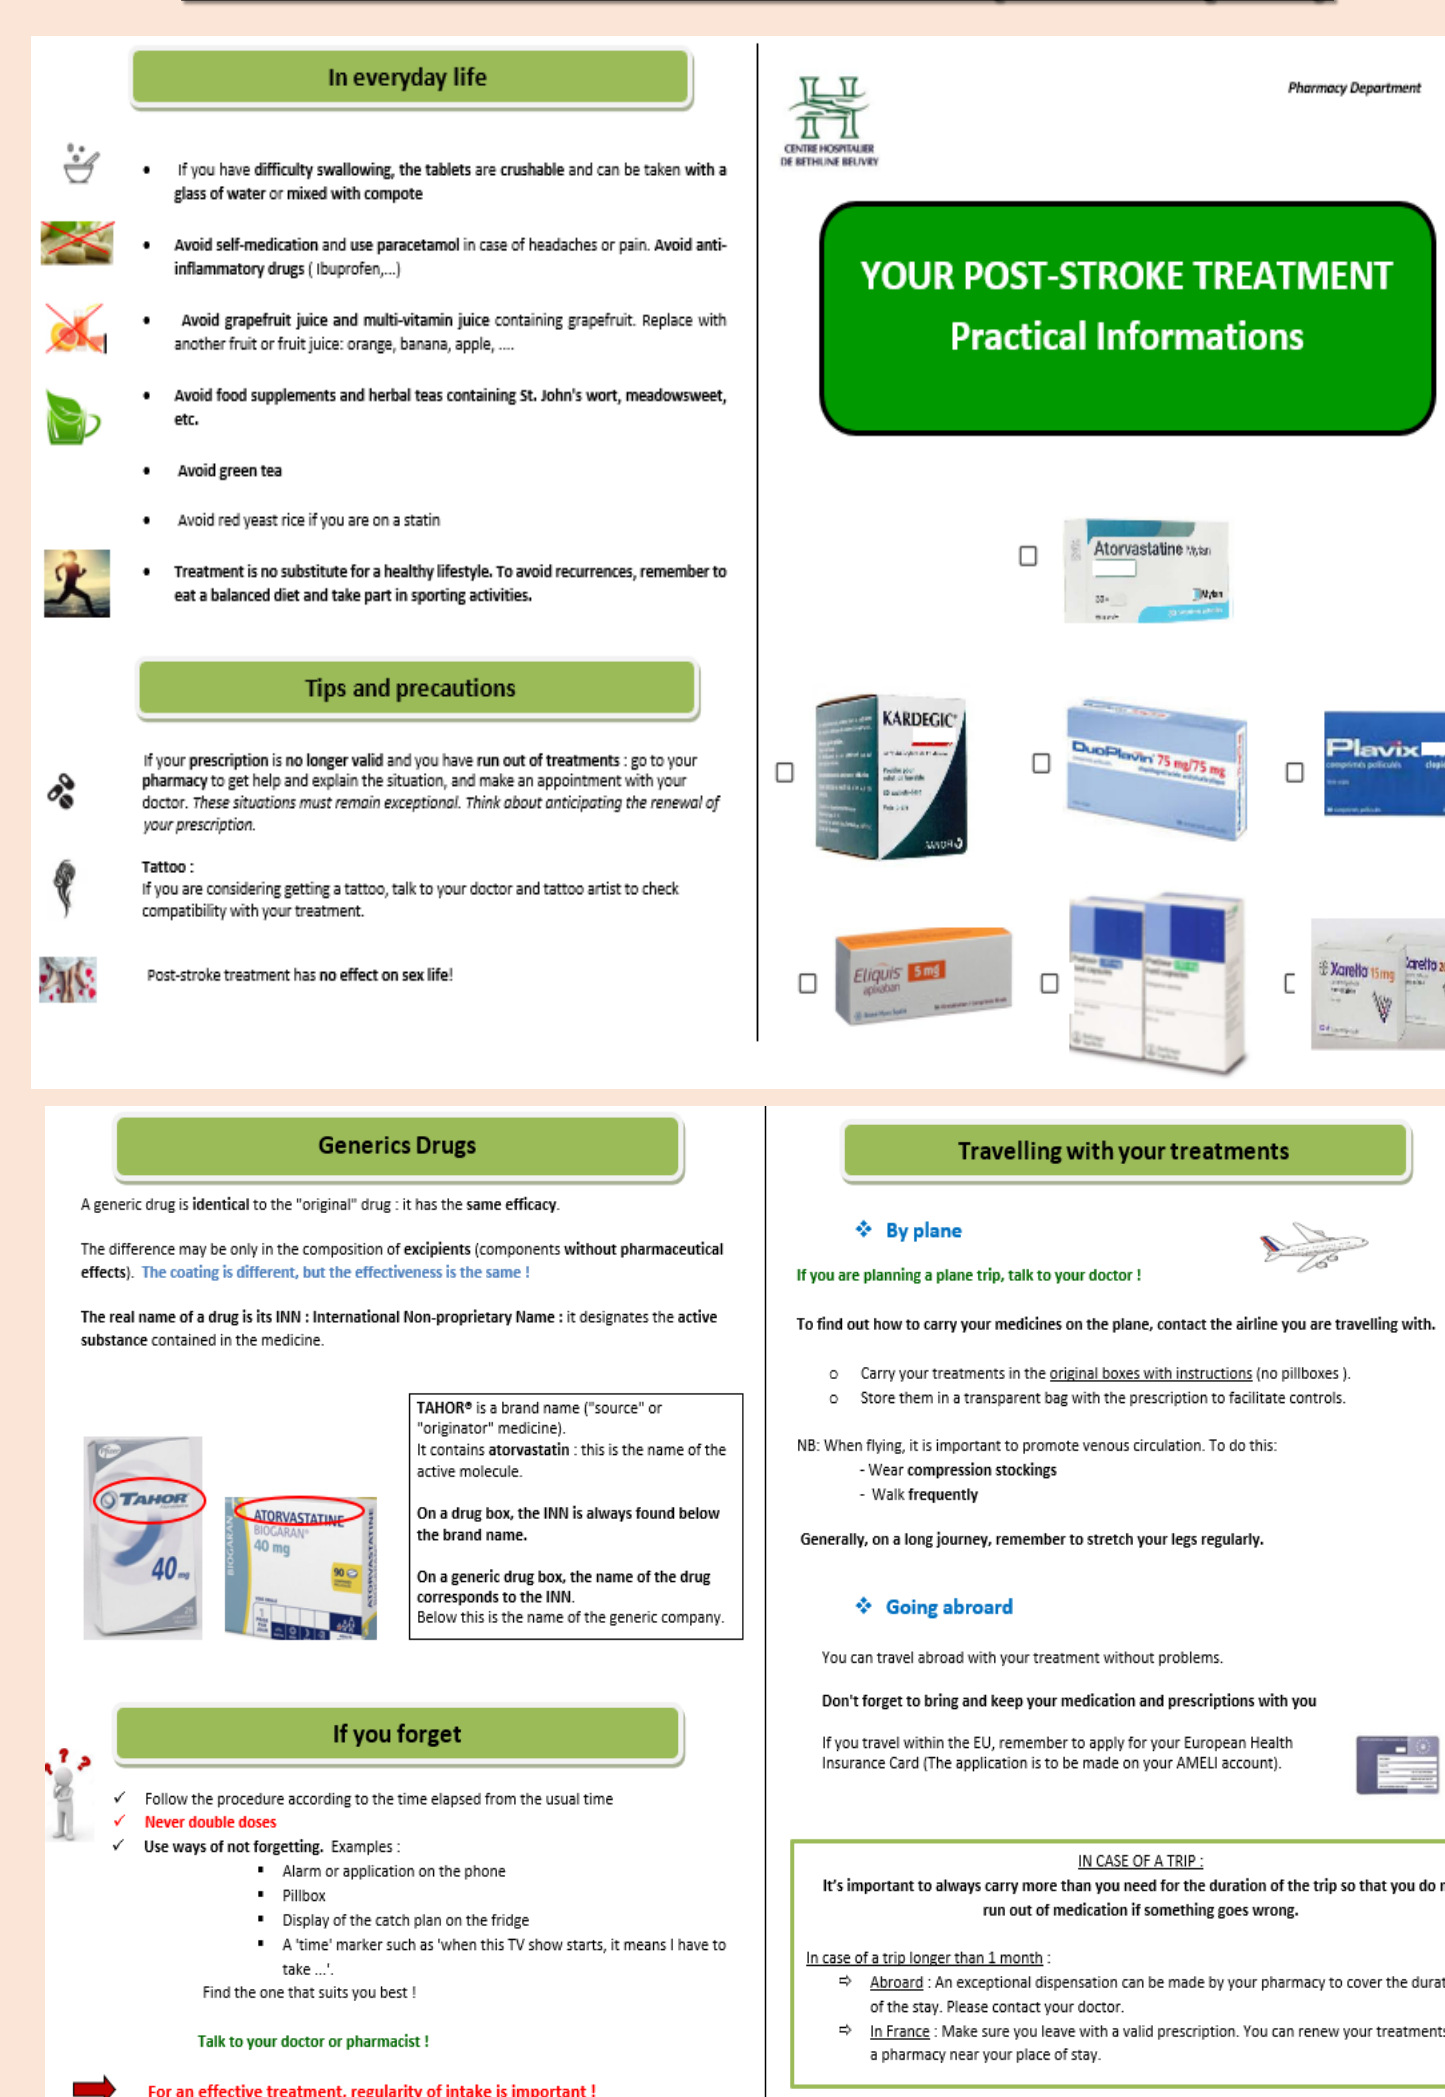 In everyday life
• If you have difficulty swallowing, the tablets are crushable and can be taken with a
glass of water or mixed with compote
• Avoid self-medication and use paracetamol in case of headaches or pain. Avoid anti-
inflammatory drugs ( Ibuprofen,...)
• Avoid grapefruit juice and multi-vitamin juice containing grapefruit. Replace with
another fruit or fruit juice: orange, banana, apple, ....
• Avoid food supplements and herbal teas containing St. John's wort, meadowsweet,
etc.
• Avoid green tea
• Avoid red yeast rice if you are on a statin
• Treatment is no substitute for a healthy lifestyle. To avoid recurrences, remember to
eat a balanced diet and take part in sporting activities.
Tips and precautions
If your prescription is no longer valid and you have run out of treatments : go to your
pharmacy to get help and explain the situation, and make an appointment with your
doctor. These situations must remain exceptional. Think about anticipating the renewal of
your prescription.
Tattoo :
If you are considering getting a tattoo, talk to your doctor and tattoo artist to check
compatibility with your treatment.
Post-stroke treatment has no effect on sex life!
CENTRE HOSPITALIER
DE BETHUNE BEUVRY
Pharmacy Department
YOUR POST-STROKE TREATMENT
Practical Informations
Atorvastatine Mylan
Mylan
KARDEGIC
DuoPlavin 75 mg/75 mg
Plavix
comprimés pelliculés
Eliquis 5 mg
apixaban
Xarelto 15 mg
Generics Drugs
A generic drug is identical to the "original" drug : it has the same efficacy.
The difference may be only in the composition of excipients (components without pharmaceutical
effects). The coating is different, but the effectiveness is the same !
The real name of a drug is its INN : International Non-proprietary Name : it designates the active
substance contained in the medicine.
Pfizer
TAHOR
40 mg
ATORVASTATINE
BIOGARAN®
40 mg
90
BIOGARAN
ATORVASTATINE
TAHOR® is a brand name ("source" or
"originator" medicine).
It contains atorvastatin : this is the name of the
active molecule.
On a drug box, the INN is always found below
the brand name.
On a generic drug box, the name of the drug
corresponds to the INN.
Below this is the name of the generic company.
If you forget
✓ Follow the procedure according to the time elapsed from the usual time
✓ Never double doses
✓ Use ways of not forgetting. Examples :
▪ Alarm or application on the phone
▪ Pillbox
▪ Display of the catch plan on the fridge
▪ A 'time' marker such as 'when this TV show starts, it means I have to
take ...'.
Find the one that suits you best !
Talk to your doctor or pharmacist !
For an effective treatment, regularity of intake is important !
Travelling with your treatments
❖ By plane
If you are planning a plane trip, talk to your doctor !
To find out how to carry your medicines on the plane, contact the airline you are travelling with.
o Carry your treatments in the original boxes with instructions (no pillboxes ).
o Store them in a transparent bag with the prescription to facilitate controls.
NB: When flying, it is important to promote venous circulation. To do this:
- Wear compression stockings
- Walk frequently
Generally, on a long journey, remember to stretch your legs regularly.
❖ Going abroad
You can travel abroad with your treatment without problems.
Don't forget to bring and keep your medication and prescriptions with you
If you travel within the EU, remember to apply for your European Health
Insurance Card (The application is to be made on your AMELI account).
IN CASE OF A TRIP :
It's important to always carry more than you need for the duration of the trip so that you do
run out of medication if something goes wrong.
In case of a trip longer than 1 month :
⇨ Abroad : An exceptional dispensation can be made by your pharmacy to cover the durat
of the stay. Please contact your doctor.
⇨ In France : Make sure you leave with a valid prescription. You can renew your treatments
a pharmacy near your place of stay.